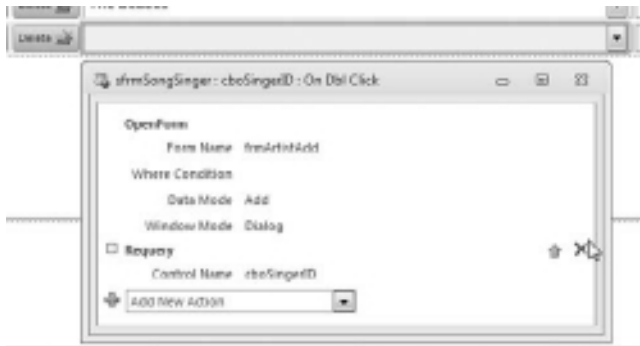 Delete
sfrmSongSinger : cboSingerID : On Dbl Click
OpenForm
Form Name frmArtistAdd
Where Condition
Data Mode Add
Window Mode Dialog
Requery
Control Name cboSingerID
Add New Action